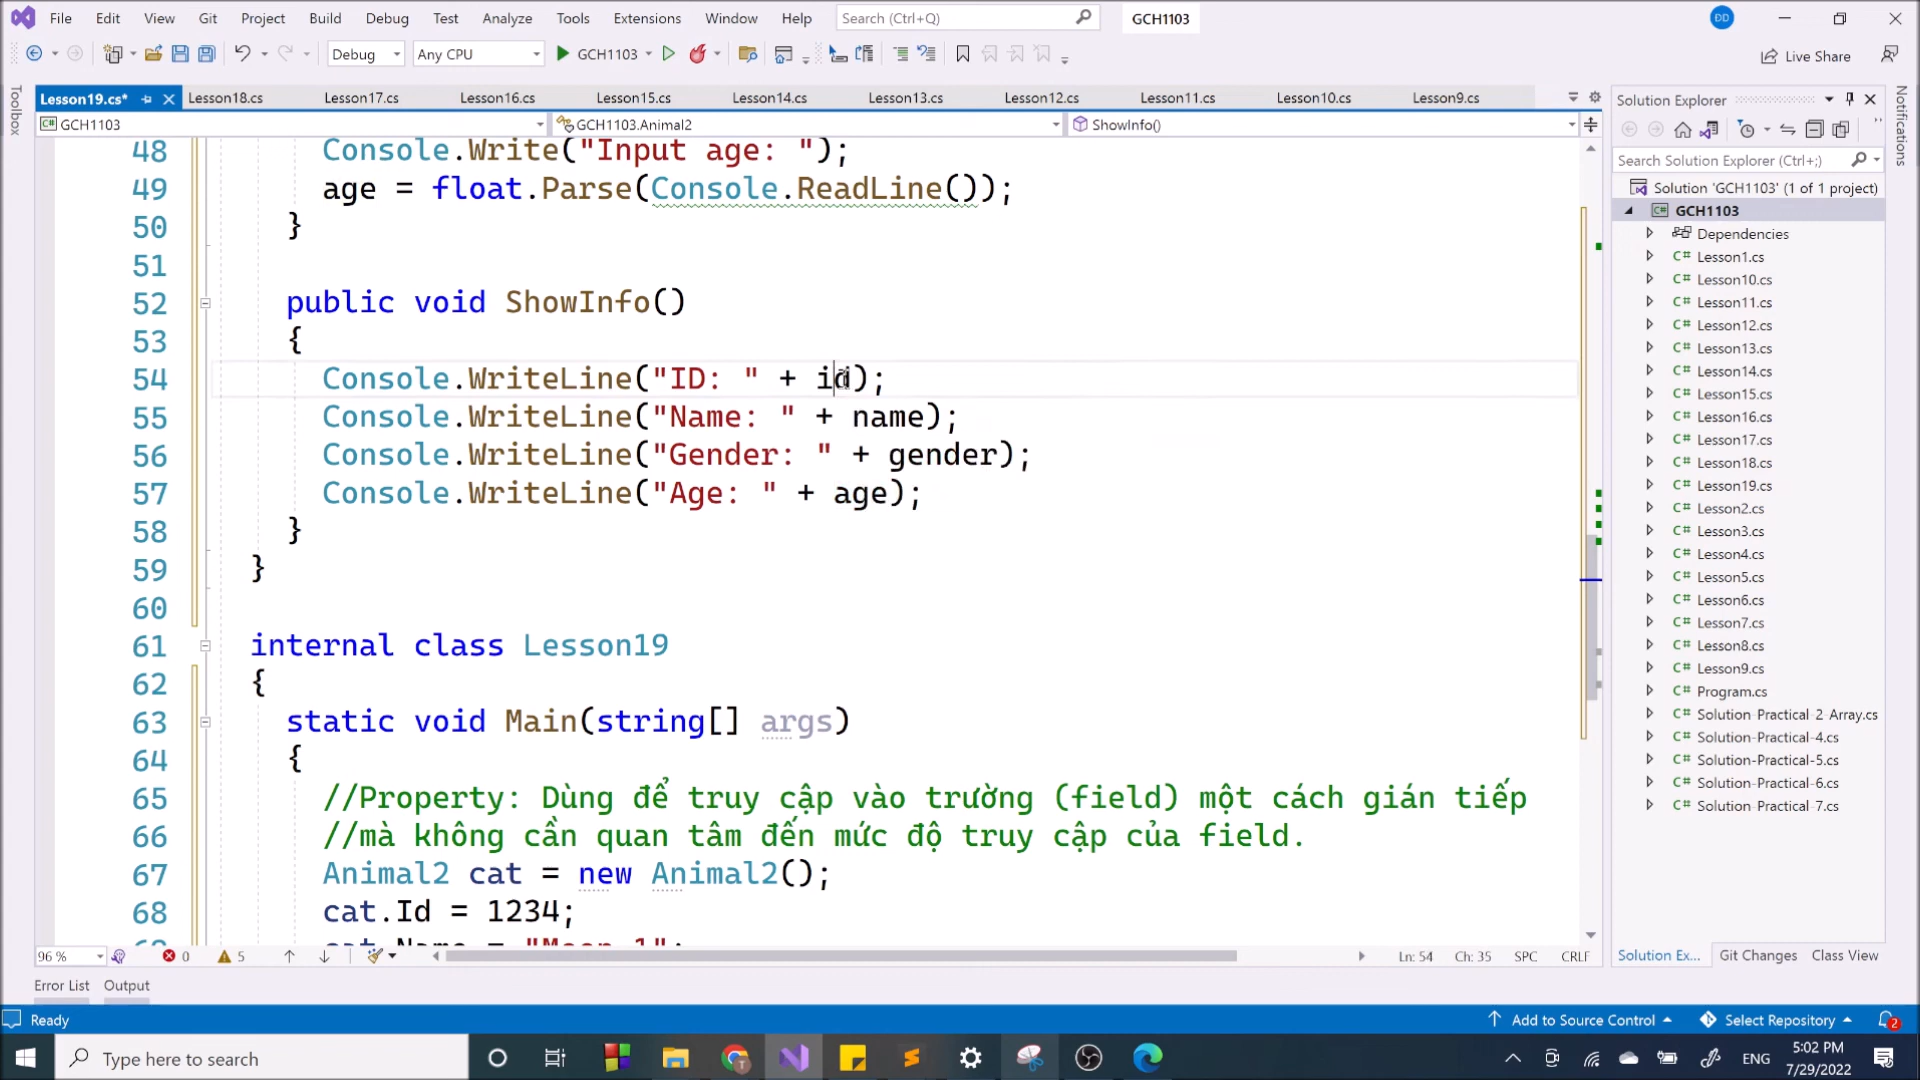 File Edit View Git Project Build Debug Test Analyze Tools Extensions Window Help Search (Ctrl+Q) GCH1103 ĐD
Debug Any CPU GCH1103 Live Share
Toolbox
Lesson19.cs* Lesson18.cs Lesson17.cs Lesson16.cs Lesson15.cs Lesson14.cs Lesson13.cs Lesson12.cs Lesson11.cs Lesson10.cs Lesson9.cs
GCH1103 GCH1103.Animal2 ShowInfo()
48 Console.Write("Input age: ");
49 age = float.Parse(Console.ReadLine());
50 }
51
52 public void ShowInfo()
53 {
54 Console.WriteLine("ID: " + id);
55 Console.WriteLine("Name: " + name);
56 Console.WriteLine("Gender: " + gender);
57 Console.WriteLine("Age: " + age);
58 }
59 }
60
61 internal class Lesson19
62 {
63 static void Main(string[] args)
64 {
65 //Property: Dùng để truy cập vào trường (field) một cách gián tiếp
66 //mà không cần quan tâm đến mức độ truy cập của field.
67 Animal2 cat = new Animal2();
68 cat.Id = 1234;
Solution Explorer
Search Solution Explorer (Ctrl+;)
Solution 'GCH1103' (1 of 1 project)
GCH1103
Dependencies
C# Lesson1.cs
C# Lesson10.cs
C# Lesson11.cs
C# Lesson12.cs
C# Lesson13.cs
C# Lesson14.cs
C# Lesson15.cs
C# Lesson16.cs
C# Lesson17.cs
C# Lesson18.cs
C# Lesson19.cs
C# Lesson2.cs
C# Lesson3.cs
C# Lesson4.cs
C# Lesson5.cs
C# Lesson6.cs
C# Lesson7.cs
C# Lesson8.cs
C# Lesson9.cs
C# Program.cs
C# Solution-Practical-2 Array.cs
C# Solution-Practical-4.cs
C# Solution-Practical-5.cs
C# Solution-Practical-6.cs
C# Solution-Practical-7.cs
Notifications
96 % 0 5 Ln: 54 Ch: 35 SPC CRLF
Solution Ex... Git Changes Class View
Error List Output
Ready Add to Source Control Select Repository 2
Type here to search ENG 5:02 PM
7/29/2022